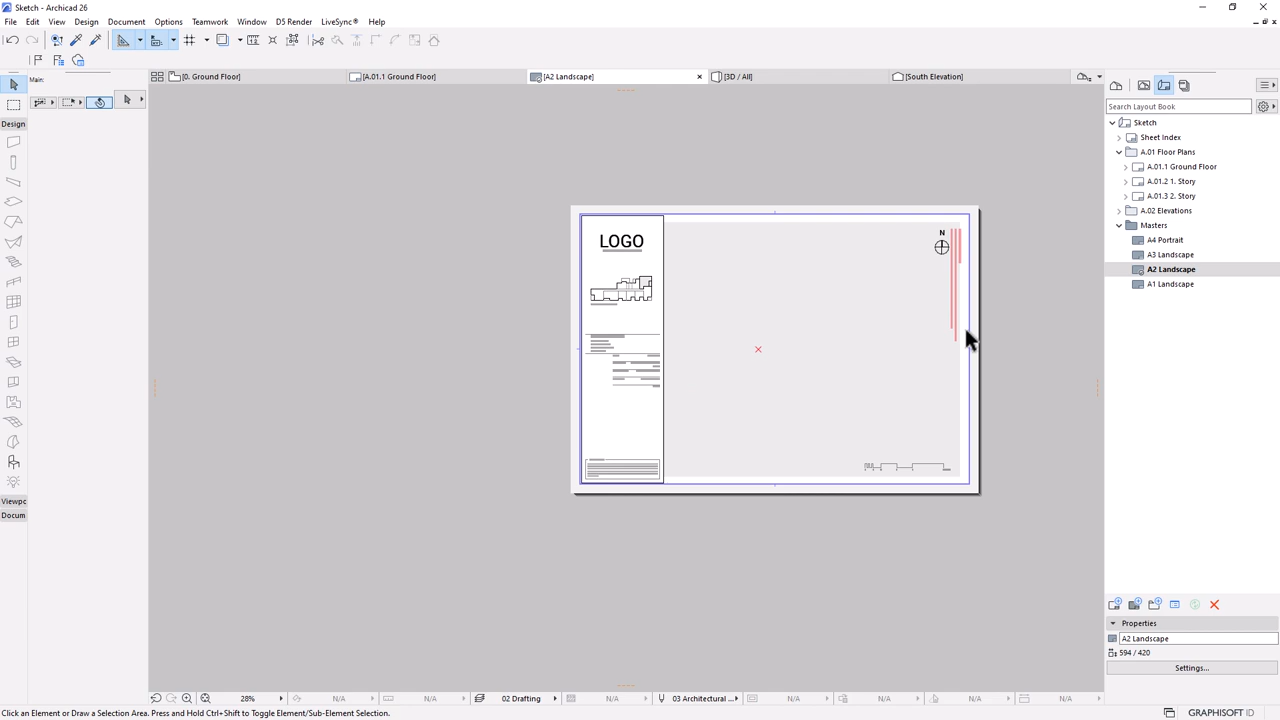 Sketch - Archicad 26
File Edit View Design Document Options Teamwork Window D5 Render LiveSync® Help
Main:
[0. Ground Floor]
[A.01.1 Ground Floor]
[A2 Landscape]
[3D / All]
[South Elevation]
Design
Viewpc
Docum
LOGO
N
Search Layout Book
Sketch
Sheet Index
A.01 Floor Plans
A.01.1 Ground Floor
A.01.2 1. Story
A.01.3 2. Story
A.02 Elevations
Masters
A4 Portrait
A3 Landscape
A2 Landscape
A1 Landscape
Properties
A2 Landscape
594 / 420
Settings...
28% N/A N/A 02 Drafting N/A 03 Architectural ... N/A N/A N/A N/A
Click an Element or Draw a Selection Area. Press and Hold Ctrl+Shift to Toggle Element/Sub-Element Selection.
GRAPHISOFT ID